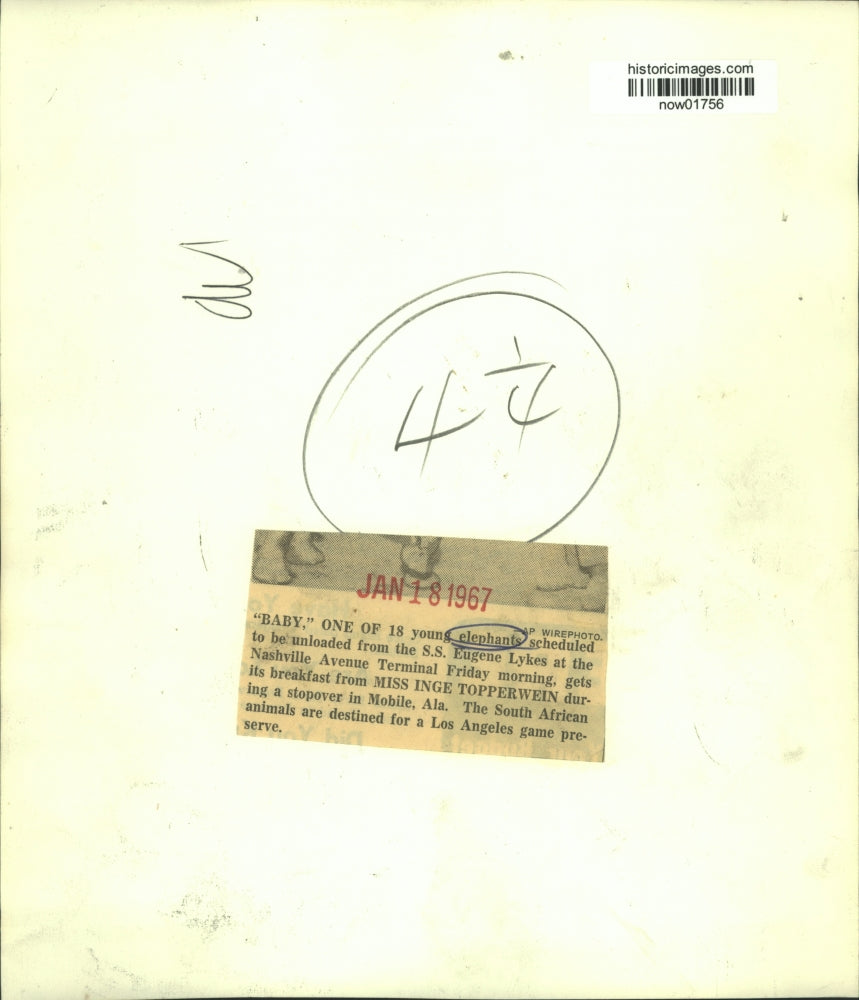 historicimages.com
now01756
4 1/4
JAN 18 1967
AP WIREPHOTO.
"BABY," ONE OF 18 young elephants scheduled
to be unloaded from the S.S. Eugene Lykes at the
Nashville Avenue Terminal Friday morning, gets
its breakfast from MISS INGE TOPPERWEIN dur-
ing a stopover in Mobile, Ala. The South African
animals are destined for a Los Angeles game pre-
serve.